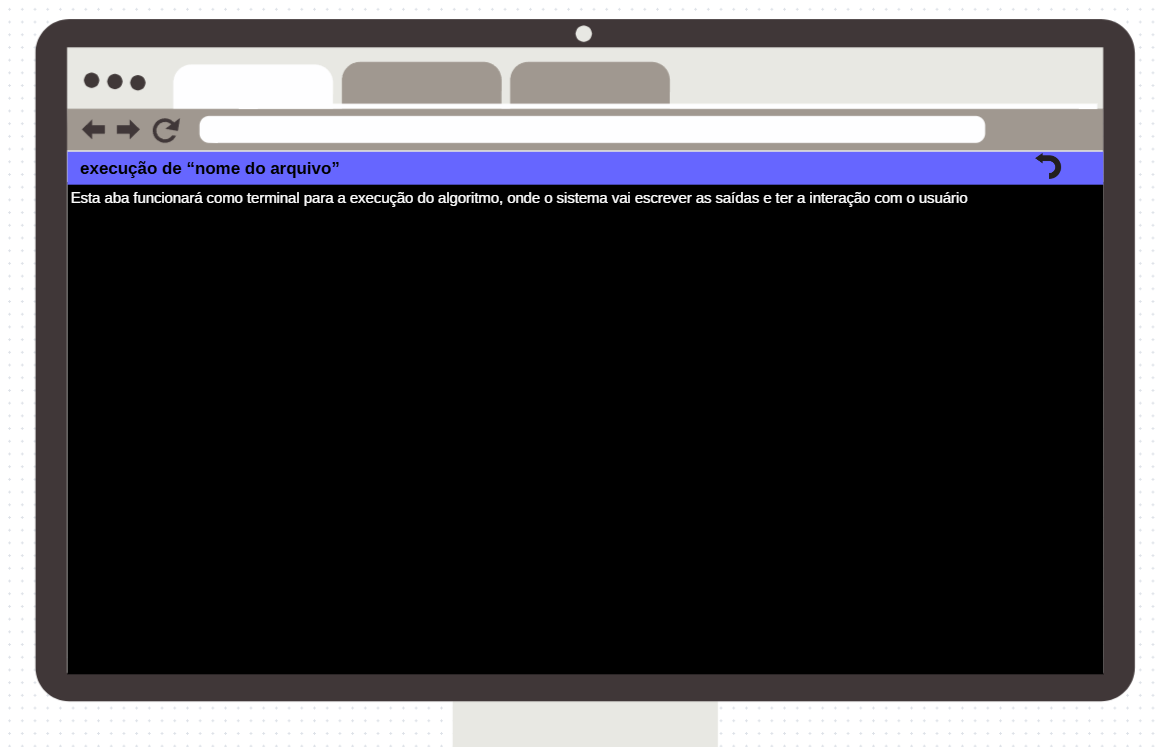 execução de “nome do arquivo”
Esta aba funcionará como terminal para a execução do algoritmo, onde o sistema vai escrever as saídas e ter a interação com o usuário